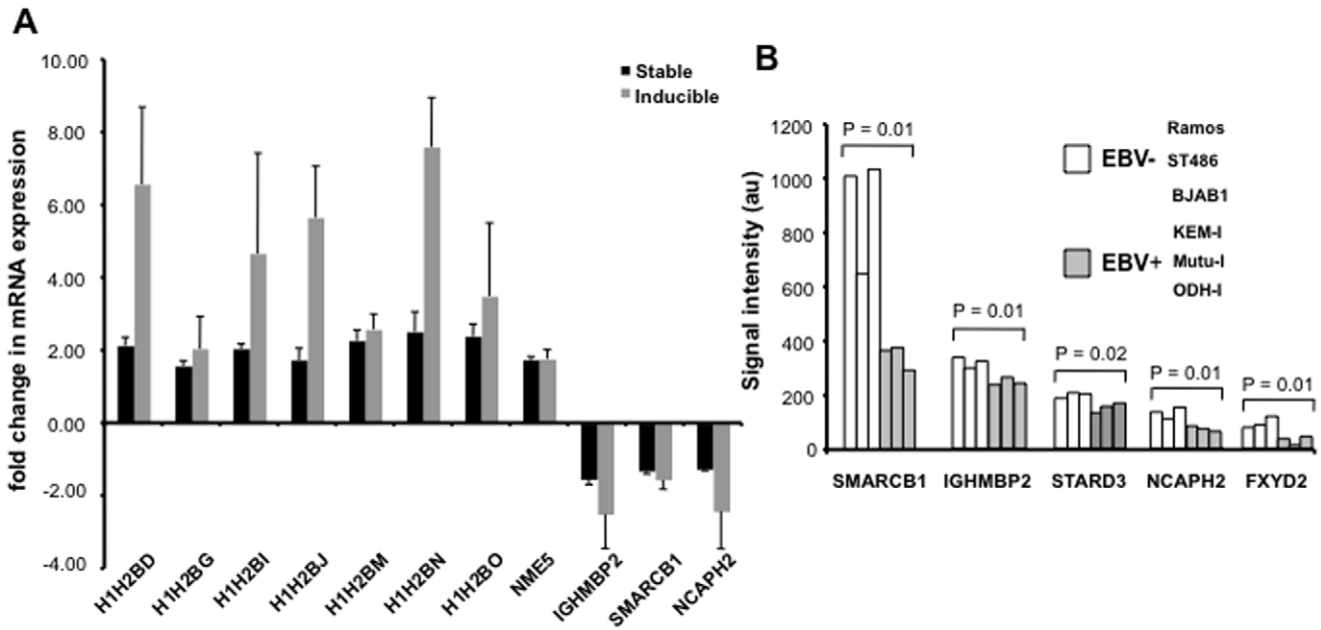 A
fold change in mRNA expression
10.00
8.00
6.00
4.00
2.00
0.00
-2.00
-4.00
Stable
Inducible
H1H2BD
H1H2BG
H1H2BI
H1H2BJ
H1H2BM
H1H2BN
H1H2BO
NME5
IGHMBP2
SMARCB1
NCAPH2
B
Signal intensity (au)
1200
1000
800
600
400
200
0
P = 0.01
P = 0.01
P = 0.02
P = 0.01
P = 0.01
Ramos
EBV- ST486
BJAB1
KEM-I
EBV+ Mutu-I
ODH-I
SMARCB1 IGHMBP2 STARD3 NCAPH2 FXYD2